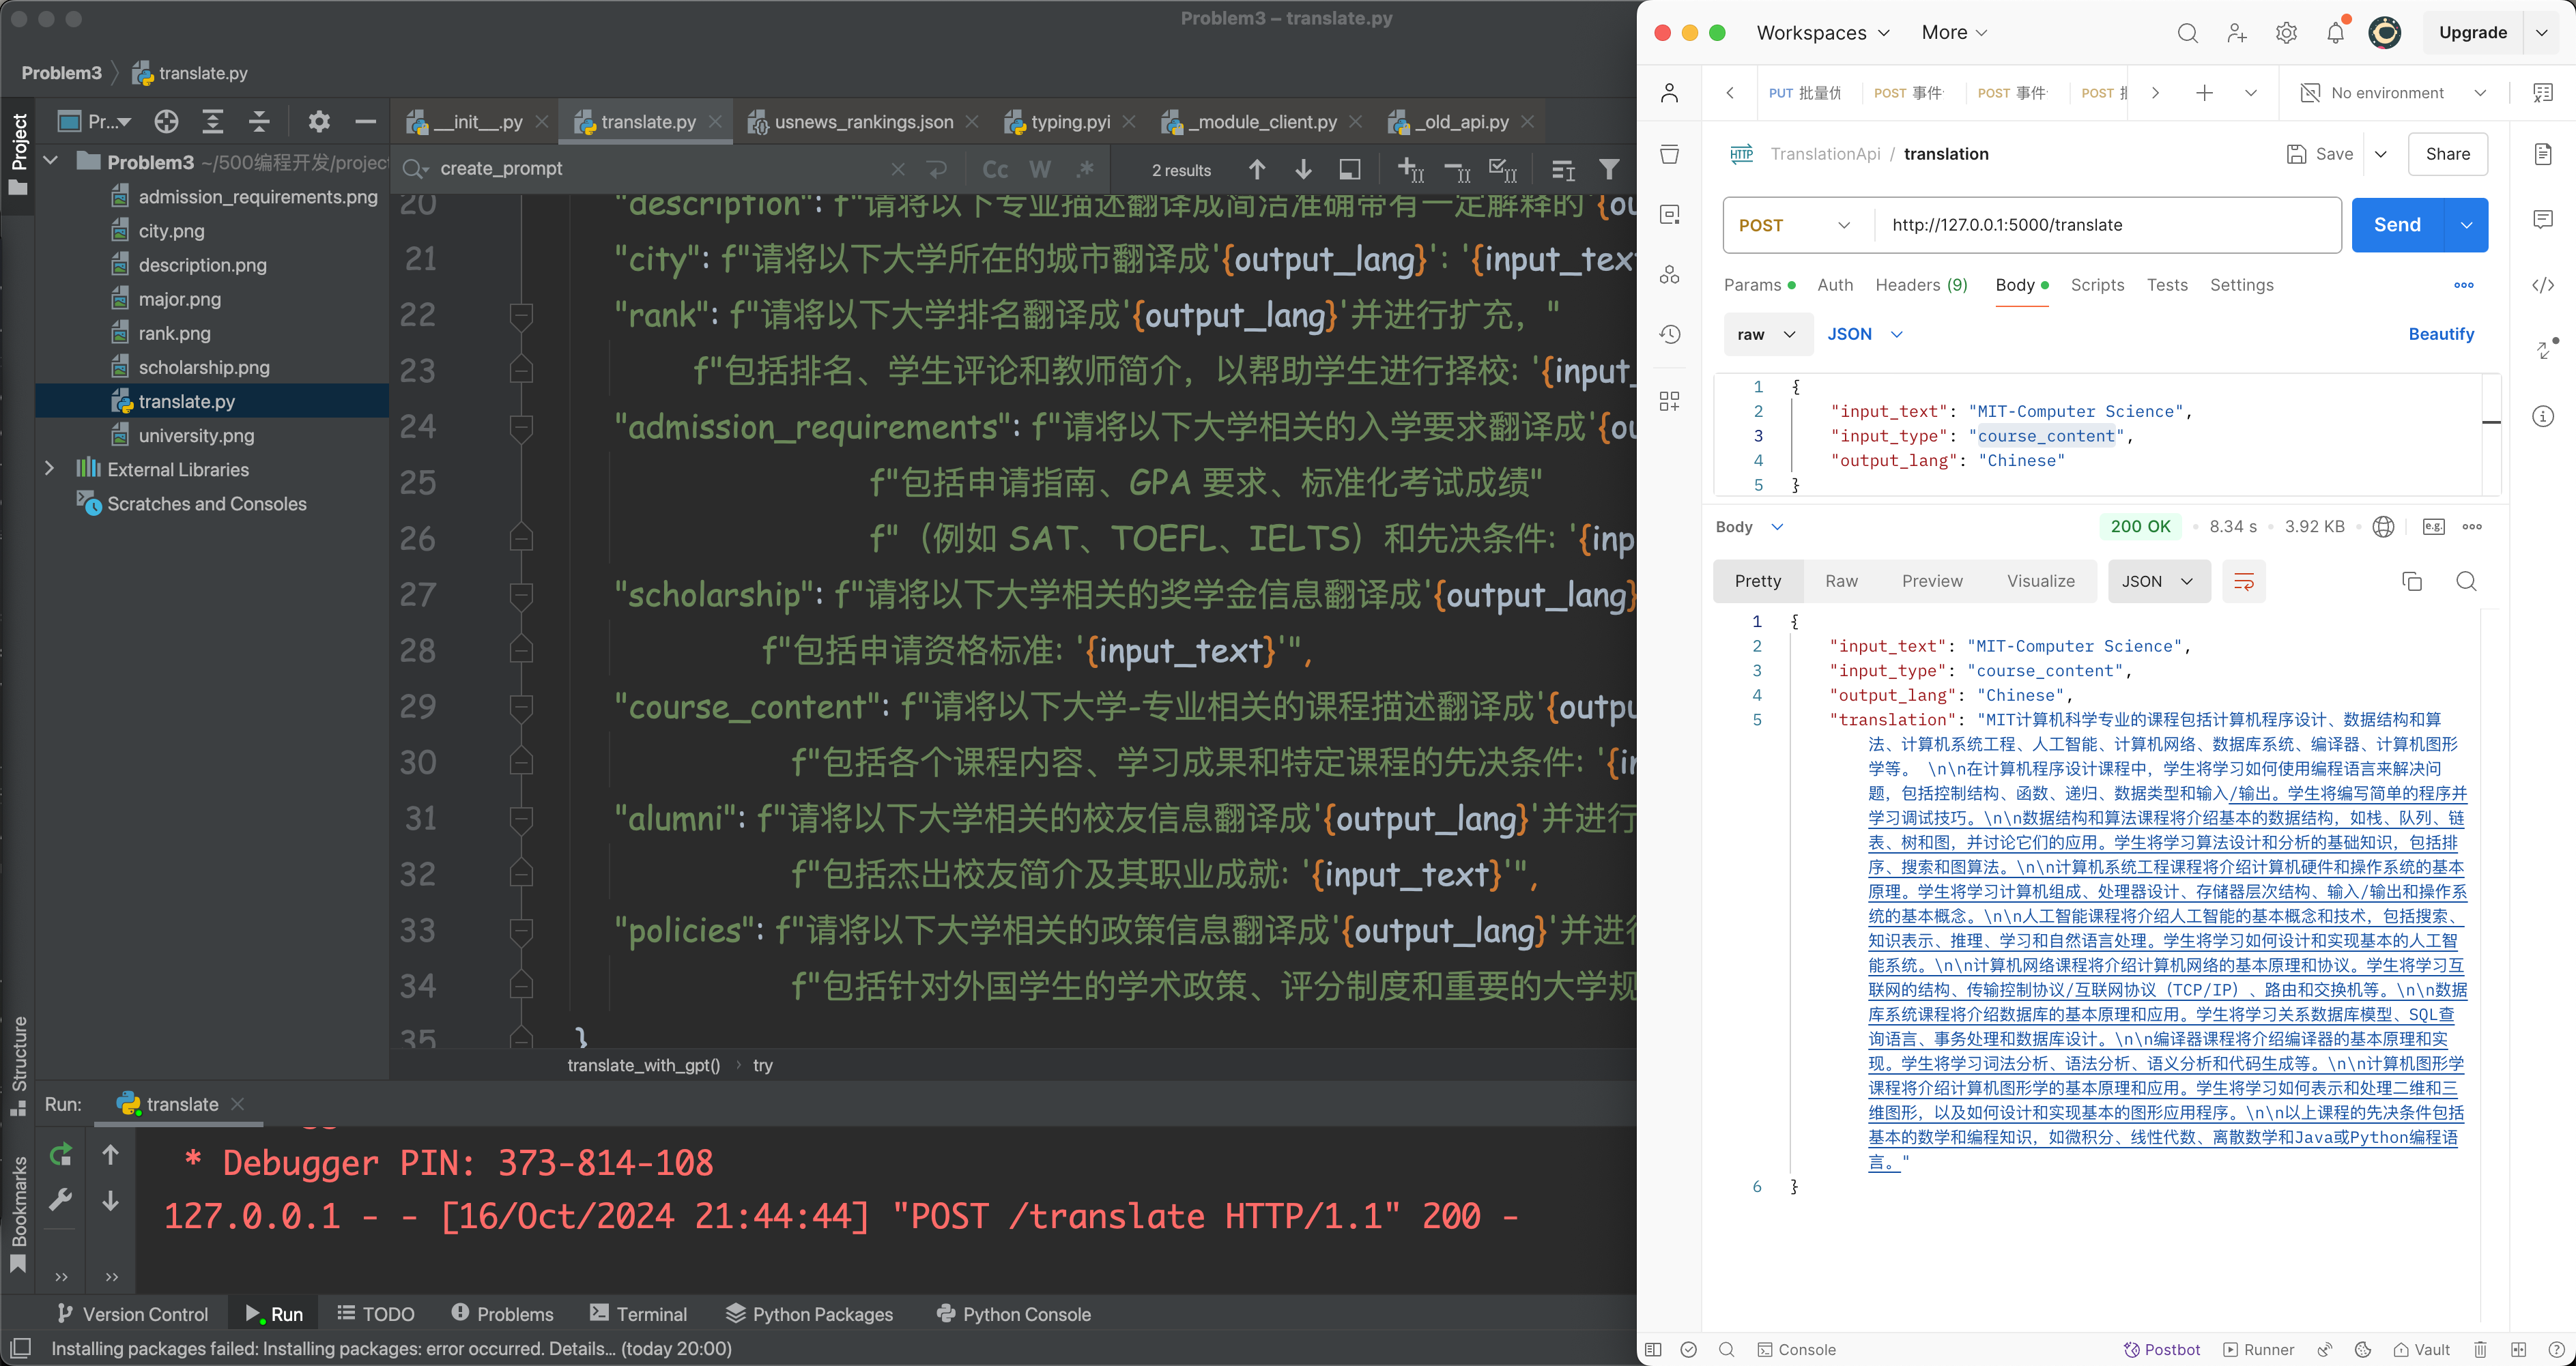 Problem3 – translate.py
Problem3
translate.py
Project
Pr...
__init__.py
translate.py
usnews_rankings.json
typing.pyi
_module_client.py
_old_api.py
create_prompt
Cc
W
.*
2 results
Problem3 ~/500编程开发/project
admission_requirements.png
city.png
description.png
major.png
rank.png
scholarship.png
translate.py
university.png
External Libraries
Scratches and Consoles
20 "description": f"请将以下专业描述翻译成简洁准确带有一定解释的'{ou
21 "city": f"请将以下大学所在的城市翻译成'{output_lang}': '{input_tex
22 "rank": f"请将以下大学排名翻译成'{output_lang}'并进行扩充，"
23 f"包括排名、学生评论和教师简介，以帮助学生进行择校: '{input_
24 "admission_requirements": f"请将以下大学相关的入学要求翻译成'{ou
25 f"包括申请指南、GPA 要求、标准化考试成绩"
26 f"（例如 SAT、TOEFL、IELTS）和先决条件: '{inp
27 "scholarship": f"请将以下大学相关的奖学金信息翻译成'{output_lang}
28 f"包括申请资格标准: '{input_text}'",
29 "course_content": f"请将以下大学-专业相关的课程描述翻译成'{outpu
30 f"包括各个课程内容、学习成果和特定课程的先决条件: '{in
31 "alumni": f"请将以下大学相关的校友信息翻译成'{output_lang}'并进行
32 f"包括杰出校友简介及其职业成就: '{input_text}'",
33 "policies": f"请将以下大学相关的政策信息翻译成'{output_lang}'并进行
34 f"包括针对外国学生的学术政策、评分制度和重要的大学规
35 }
translate_with_gpt() › try
Structure
Bookmarks
Run:
translate
* Debugger PIN: 373-814-108
127.0.0.1 - - [16/Oct/2024 21:44:44] "POST /translate HTTP/1.1" 200 -
Version Control
Run
TODO
Problems
Terminal
Python Packages
Python Console
Installing packages failed: Installing packages: error occurred. Details... (today 20:00)
Workspaces
More
Upgrade
PUT 批量优
POST 事件
POST 事件
POST
No environment
HTTP
TranslationApi / translation
Save
Share
POST
http://127.0.0.1:5000/translate
Send
Params
Auth
Headers (9)
Body
Scripts
Tests
Settings
raw
JSON
Beautify
1 {
2 "input_text": "MIT-Computer Science",
3 "input_type": "course_content",
4 "output_lang": "Chinese"
5 }
Body
200 OK
8.34 s
3.92 KB
e.g.
Pretty
Raw
Preview
Visualize
JSON
1 {
2 "input_text": "MIT-Computer Science",
3 "input_type": "course_content",
4 "output_lang": "Chinese",
5 "translation": "MIT计算机科学专业的课程包括计算机程序设计、数据结构和算
法、计算机系统工程、人工智能、计算机网络、数据库系统、编译器、计算机图形
学等。 \n\n在计算机程序设计课程中，学生将学习如何使用编程语言来解决问
题，包括控制结构、函数、递归、数据类型和输入/输出。学生将编写简单的程序并
学习调试技巧。\n\n数据结构和算法课程将介绍基本的数据结构，如栈、队列、链
表、树和图，并讨论它们的应用。学生将学习算法设计和分析的基础知识，包括排
序、搜索和图算法。\n\n计算机系统工程课程将介绍计算机硬件和操作系统的基本
原理。学生将学习计算机组成、处理器设计、存储器层次结构、输入/输出和操作系
统的基本概念。\n\n人工智能课程将介绍人工智能的基本概念和技术，包括搜索、
知识表示、推理、学习和自然语言处理。学生将学习如何设计和实现基本的人工智
能系统。\n\n计算机网络课程将介绍计算机网络的基本原理和协议。学生将学习互
联网的结构、传输控制协议/互联网协议（TCP/IP）、路由和交换机等。\n\n数据
库系统课程将介绍数据库的基本原理和应用。学生将学习关系数据库模型、SQL查
询语言、事务处理和数据库设计。\n\n编译器课程将介绍编译器的基本原理和实
现。学生将学习词法分析、语法分析、语义分析和代码生成等。\n\n计算机图形学
课程将介绍计算机图形学的基本原理和应用。学生将学习如何表示和处理二维和三
维图形，以及如何设计和实现基本的图形应用程序。\n\n以上课程的先决条件包括
基本的数学和编程知识，如微积分、线性代数、离散数学和Java或Python编程语
言。"
6 }
Console
Postbot
Runner
Vault